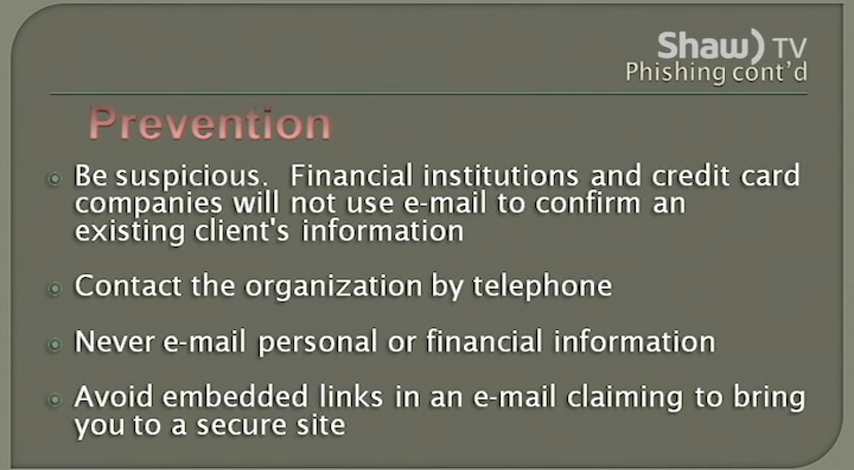 Shaw) TV
Phishing cont'd
Prevention
Be suspicious.  Financial institutions and credit card
companies will not use e-mail to confirm an
existing client's information
Contact the organization by telephone
Never e-mail personal or financial information
Avoid embedded links in an e-mail claiming to bring
you to a secure site